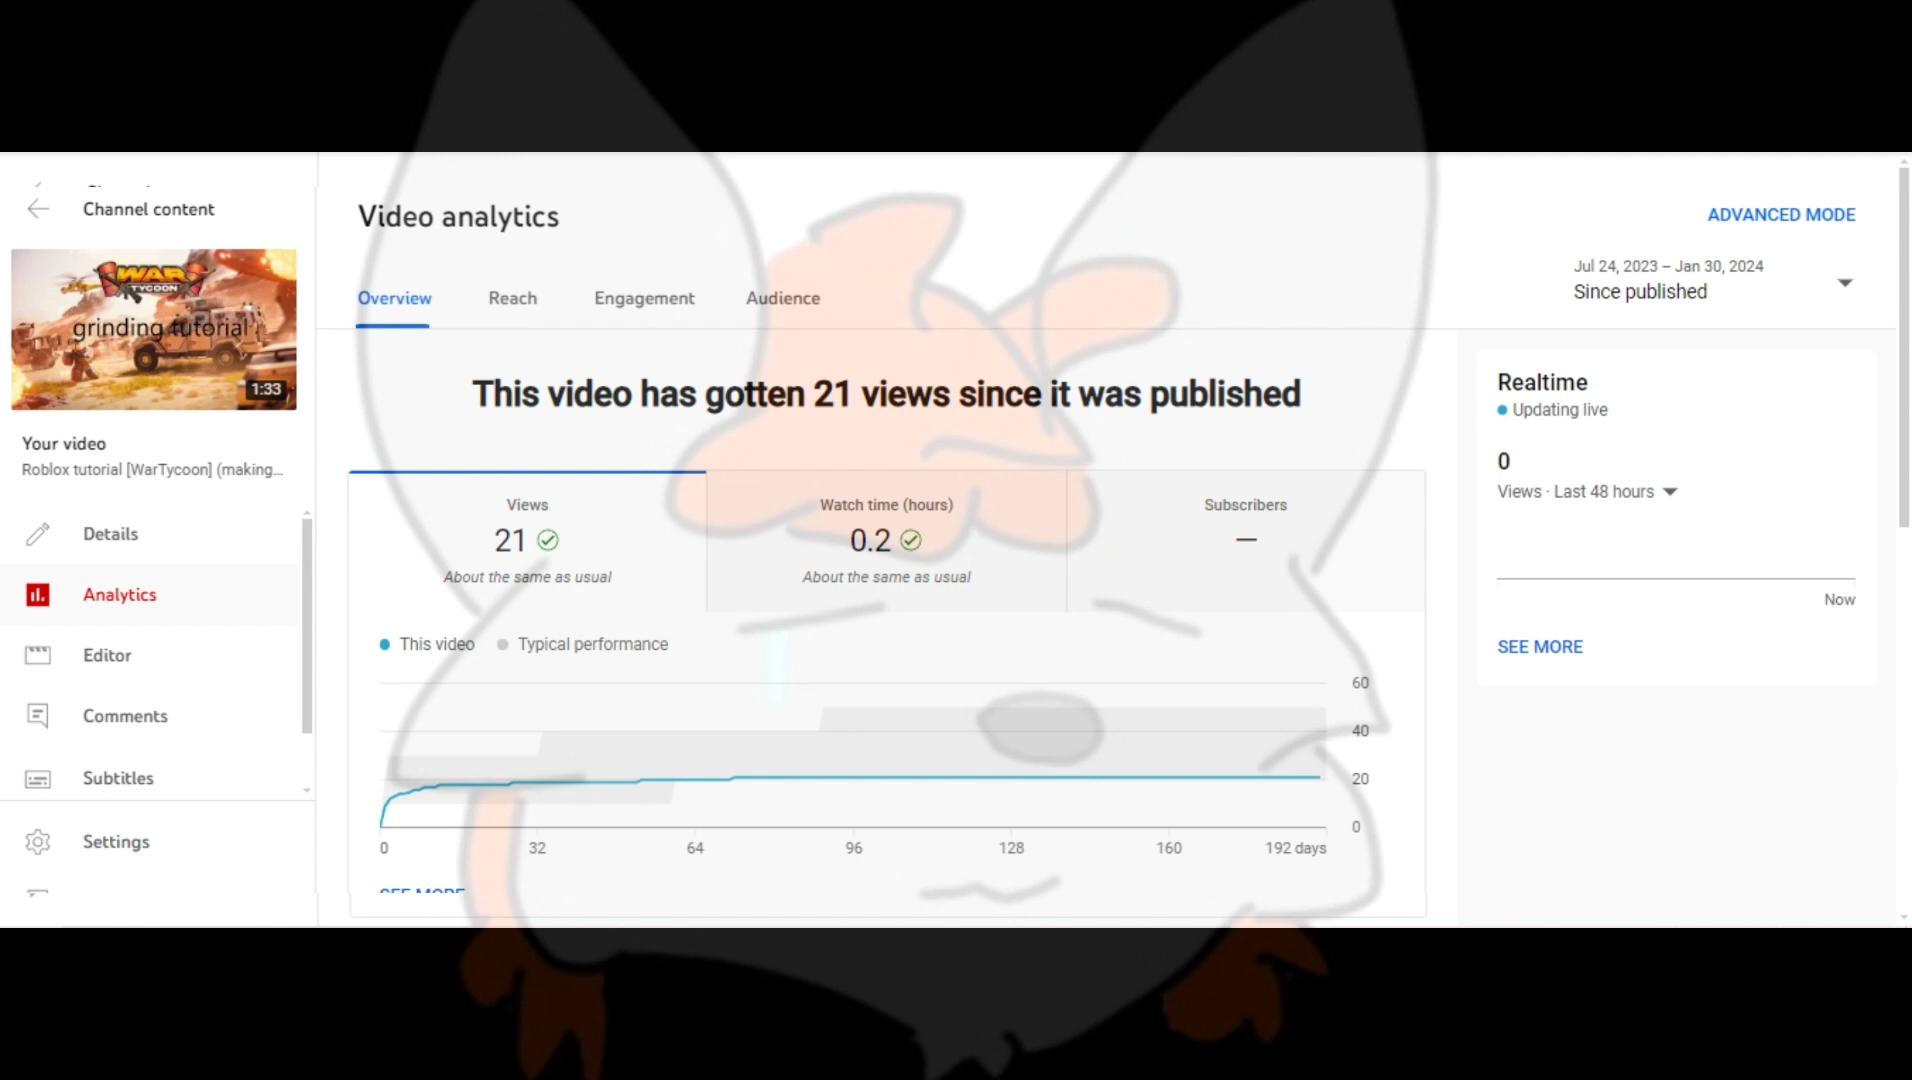 Channel content
WAR
TYCOON
grinding tutorial
1:33
Your video
Roblox tutorial [WarTycoon] (making...
Details
Analytics
Editor
Comments
Subtitles
Settings
Video analytics
ADVANCED MODE
Overview
Reach
Engagement
Audience
Jul 24, 2023 – Jan 30, 2024
Since published
This video has gotten 21 views since it was published
Views
21
About the same as usual
Watch time (hours)
0.2
About the same as usual
Subscribers
—
This video
Typical performance
60
40
20
0
0 32 64 96 128 160 192 days
SEE MORE
Realtime
Updating live
0
Views · Last 48 hours
Now
SEE MORE